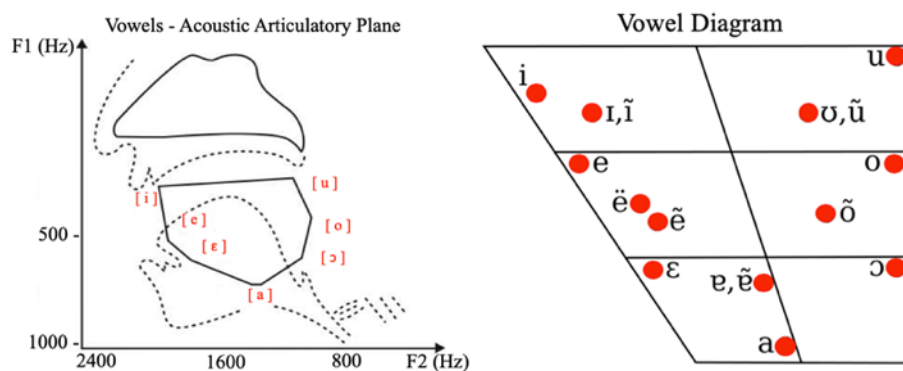 Vowels - Acoustic Articulatory Plane
F1 (Hz)
[ i ]
[ u ]
[ e ]
[ o ]
500
[ ɛ ]
[ ɔ ]
[ a ]
1000
2400
1600
800
F2 (Hz)
Vowel Diagram
i
u
ɪ,ĩ
ʊ,ũ
e
o
ë
ẽ
õ
ɛ
ɐ,ɐ̃
ɔ
a